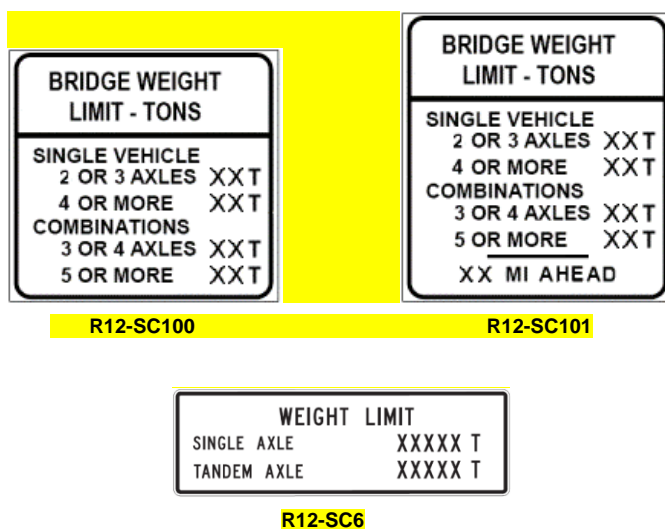 BRIDGE WEIGHT
LIMIT - TONS
SINGLE VEHICLE
2 OR 3 AXLES XXT
4 OR MORE XXT
COMBINATIONS
3 OR 4 AXLES XXT
5 OR MORE XXT
R12-SC100
BRIDGE WEIGHT
LIMIT - TONS
SINGLE VEHICLE
2 OR 3 AXLES XXT
4 OR MORE XXT
COMBINATIONS
3 OR 4 AXLES XXT
5 OR MORE XXT
XX MI AHEAD
R12-SC101
WEIGHT LIMIT
SINGLE AXLE XXXXX T
TANDEM AXLE XXXXX T
R12-SC6